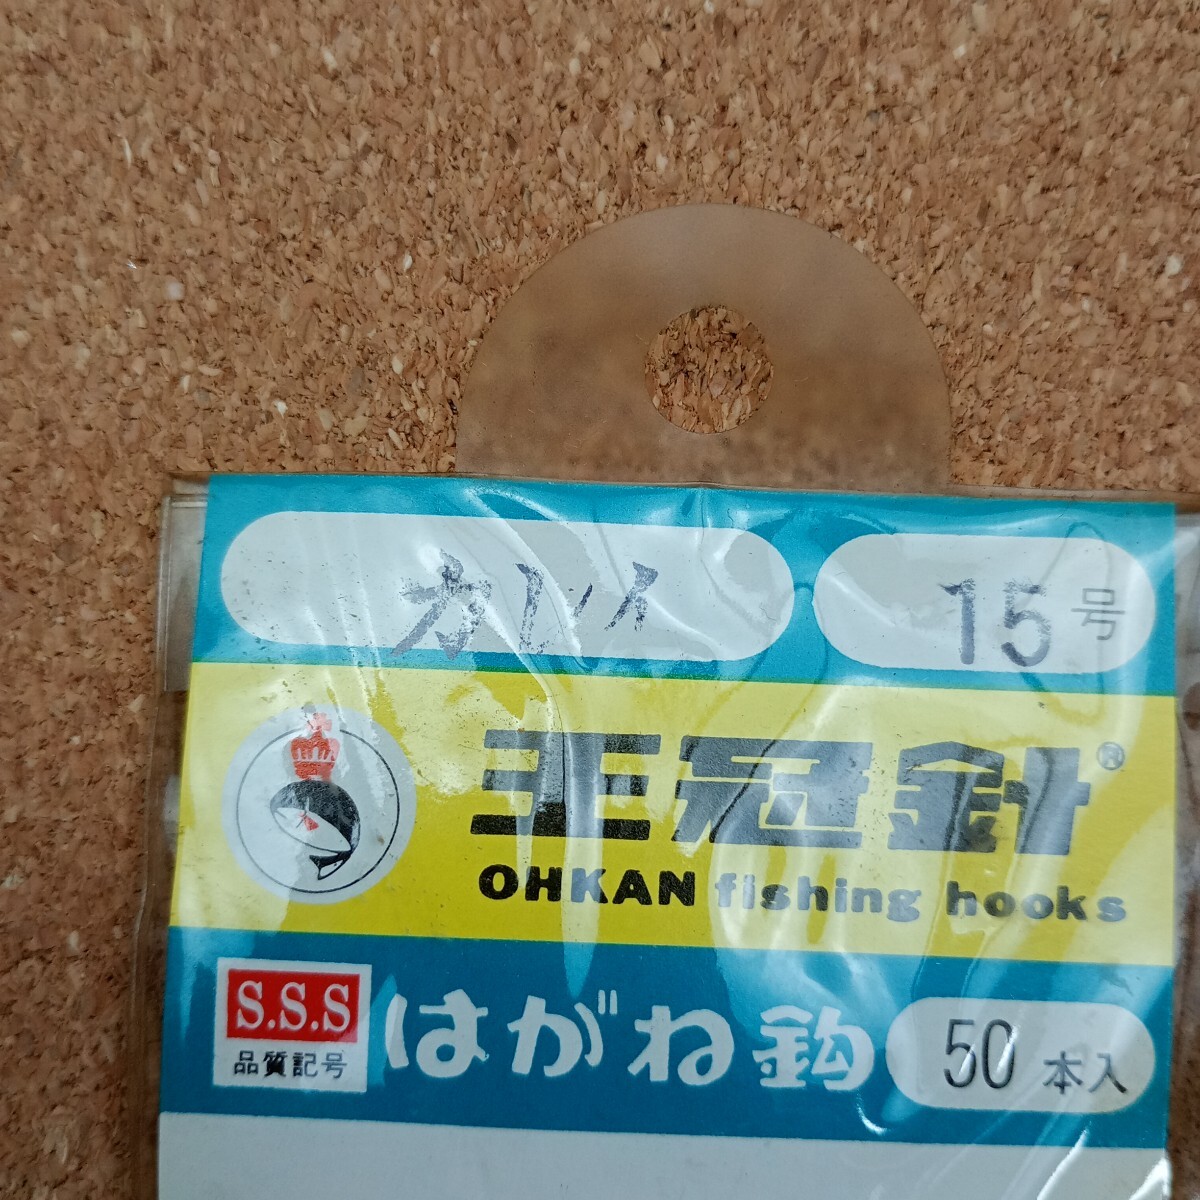 カレイ 15号
王冠針®
OHKAN fishing hooks
S.S.S
品質記号
はがね鈎 50本入